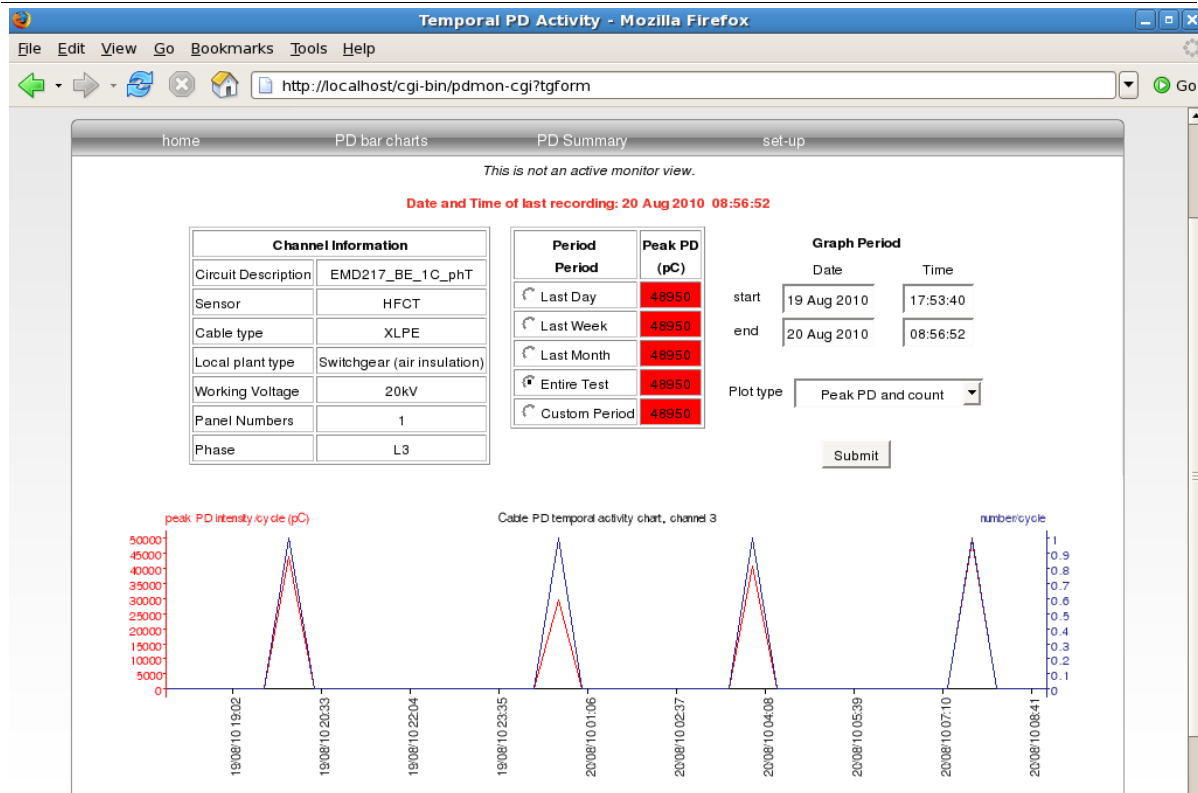 Temporal PD Activity - Mozilla Firefox
File Edit View Go Bookmarks Tools Help
http://localhost/cgi-bin/pdmon-cgi?tgform
Go
home PD bar charts PD Summary set-up
This is not an active monitor view.
Date and Time of last recording: 20 Aug 2010 08:56:52
Channel Information
Circuit Description EMD217_BE_1C_phT
Sensor HFCT
Cable type XLPE
Local plant type Switchgear (air insulation)
Working Voltage 20kV
Panel Numbers 1
Phase L3
Period Peak PD
Period (pC)
Last Day 48950
Last Week 48950
Last Month 48950
Entire Test 48950
Custom Period 48950
Graph Period
Date Time
start 19 Aug 2010 17:53:40
end 20 Aug 2010 08:56:52
Plot type Peak PD and count
Submit
peak PD intensity/cycle (pC)
Cable PD temporal activity chart, channel 3
number/cycle
50000
45000
40000
35000
30000
25000
20000
15000
10000
5000
0
1
0.9
0.8
0.7
0.6
0.5
0.4
0.3
0.2
0.1
0
19/08/10 19:02
19/08/10 20:33
19/08/10 22:04
19/08/10 23:35
20/08/10 01:06
20/08/10 02:37
20/08/10 04:08
20/08/10 05:39
20/08/10 07:10
20/08/10 08:41